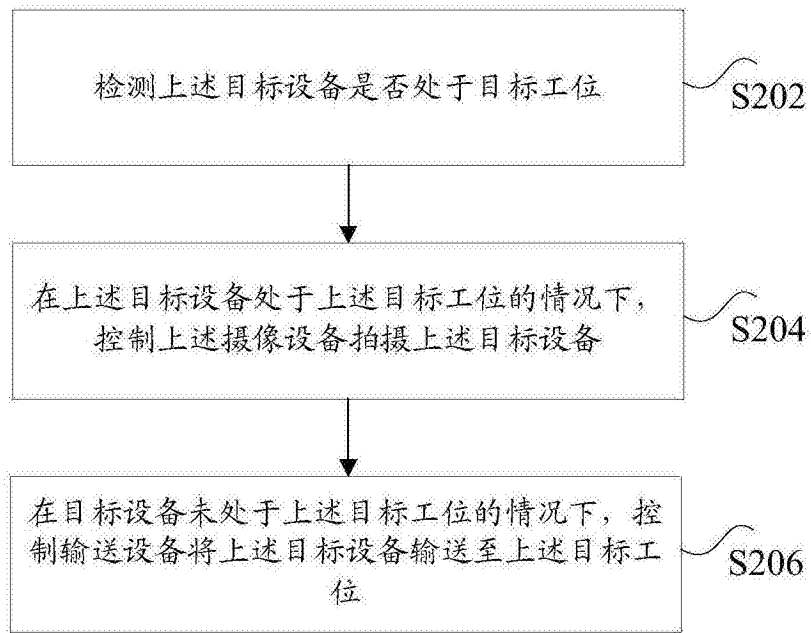 检测上述目标设备是否处于目标工位
S202
在上述目标设备处于上述目标工位的情况下，
控制上述摄像设备拍摄上述目标设备
S204
在目标设备未处于上述目标工位的情况下，控
制输送设备将上述目标设备输送至上述目标工
位
S206